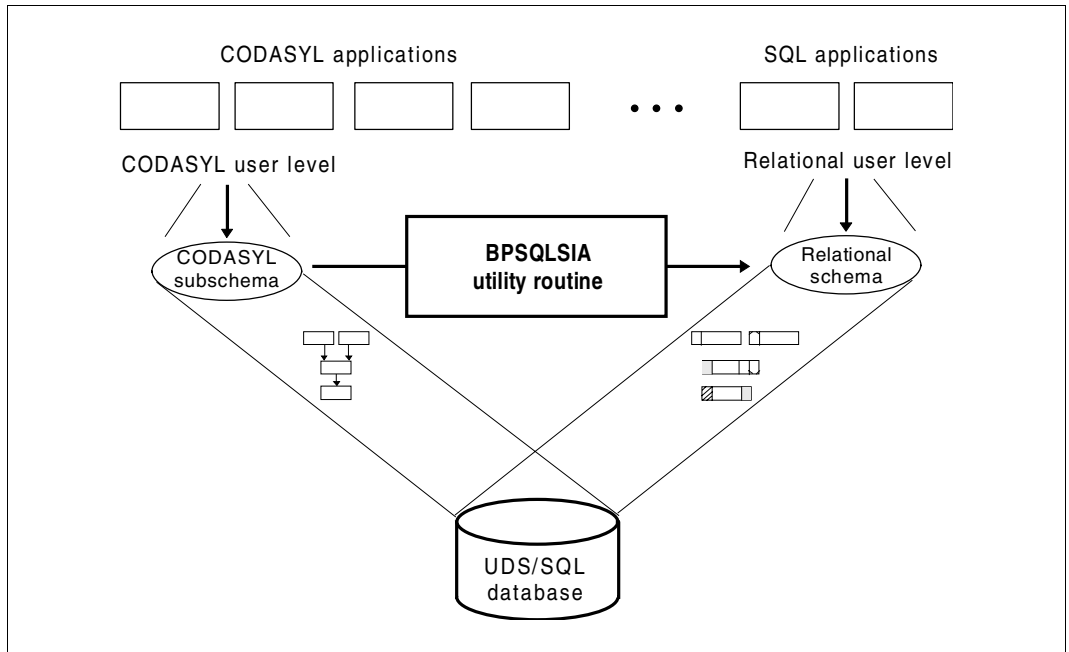 CODASYL applications
SQL applications
CODASYL user level
Relational user level
CODASYL
subschema
BPSQLSIA
utility routine
Relational
schema
UDS/SQL
database